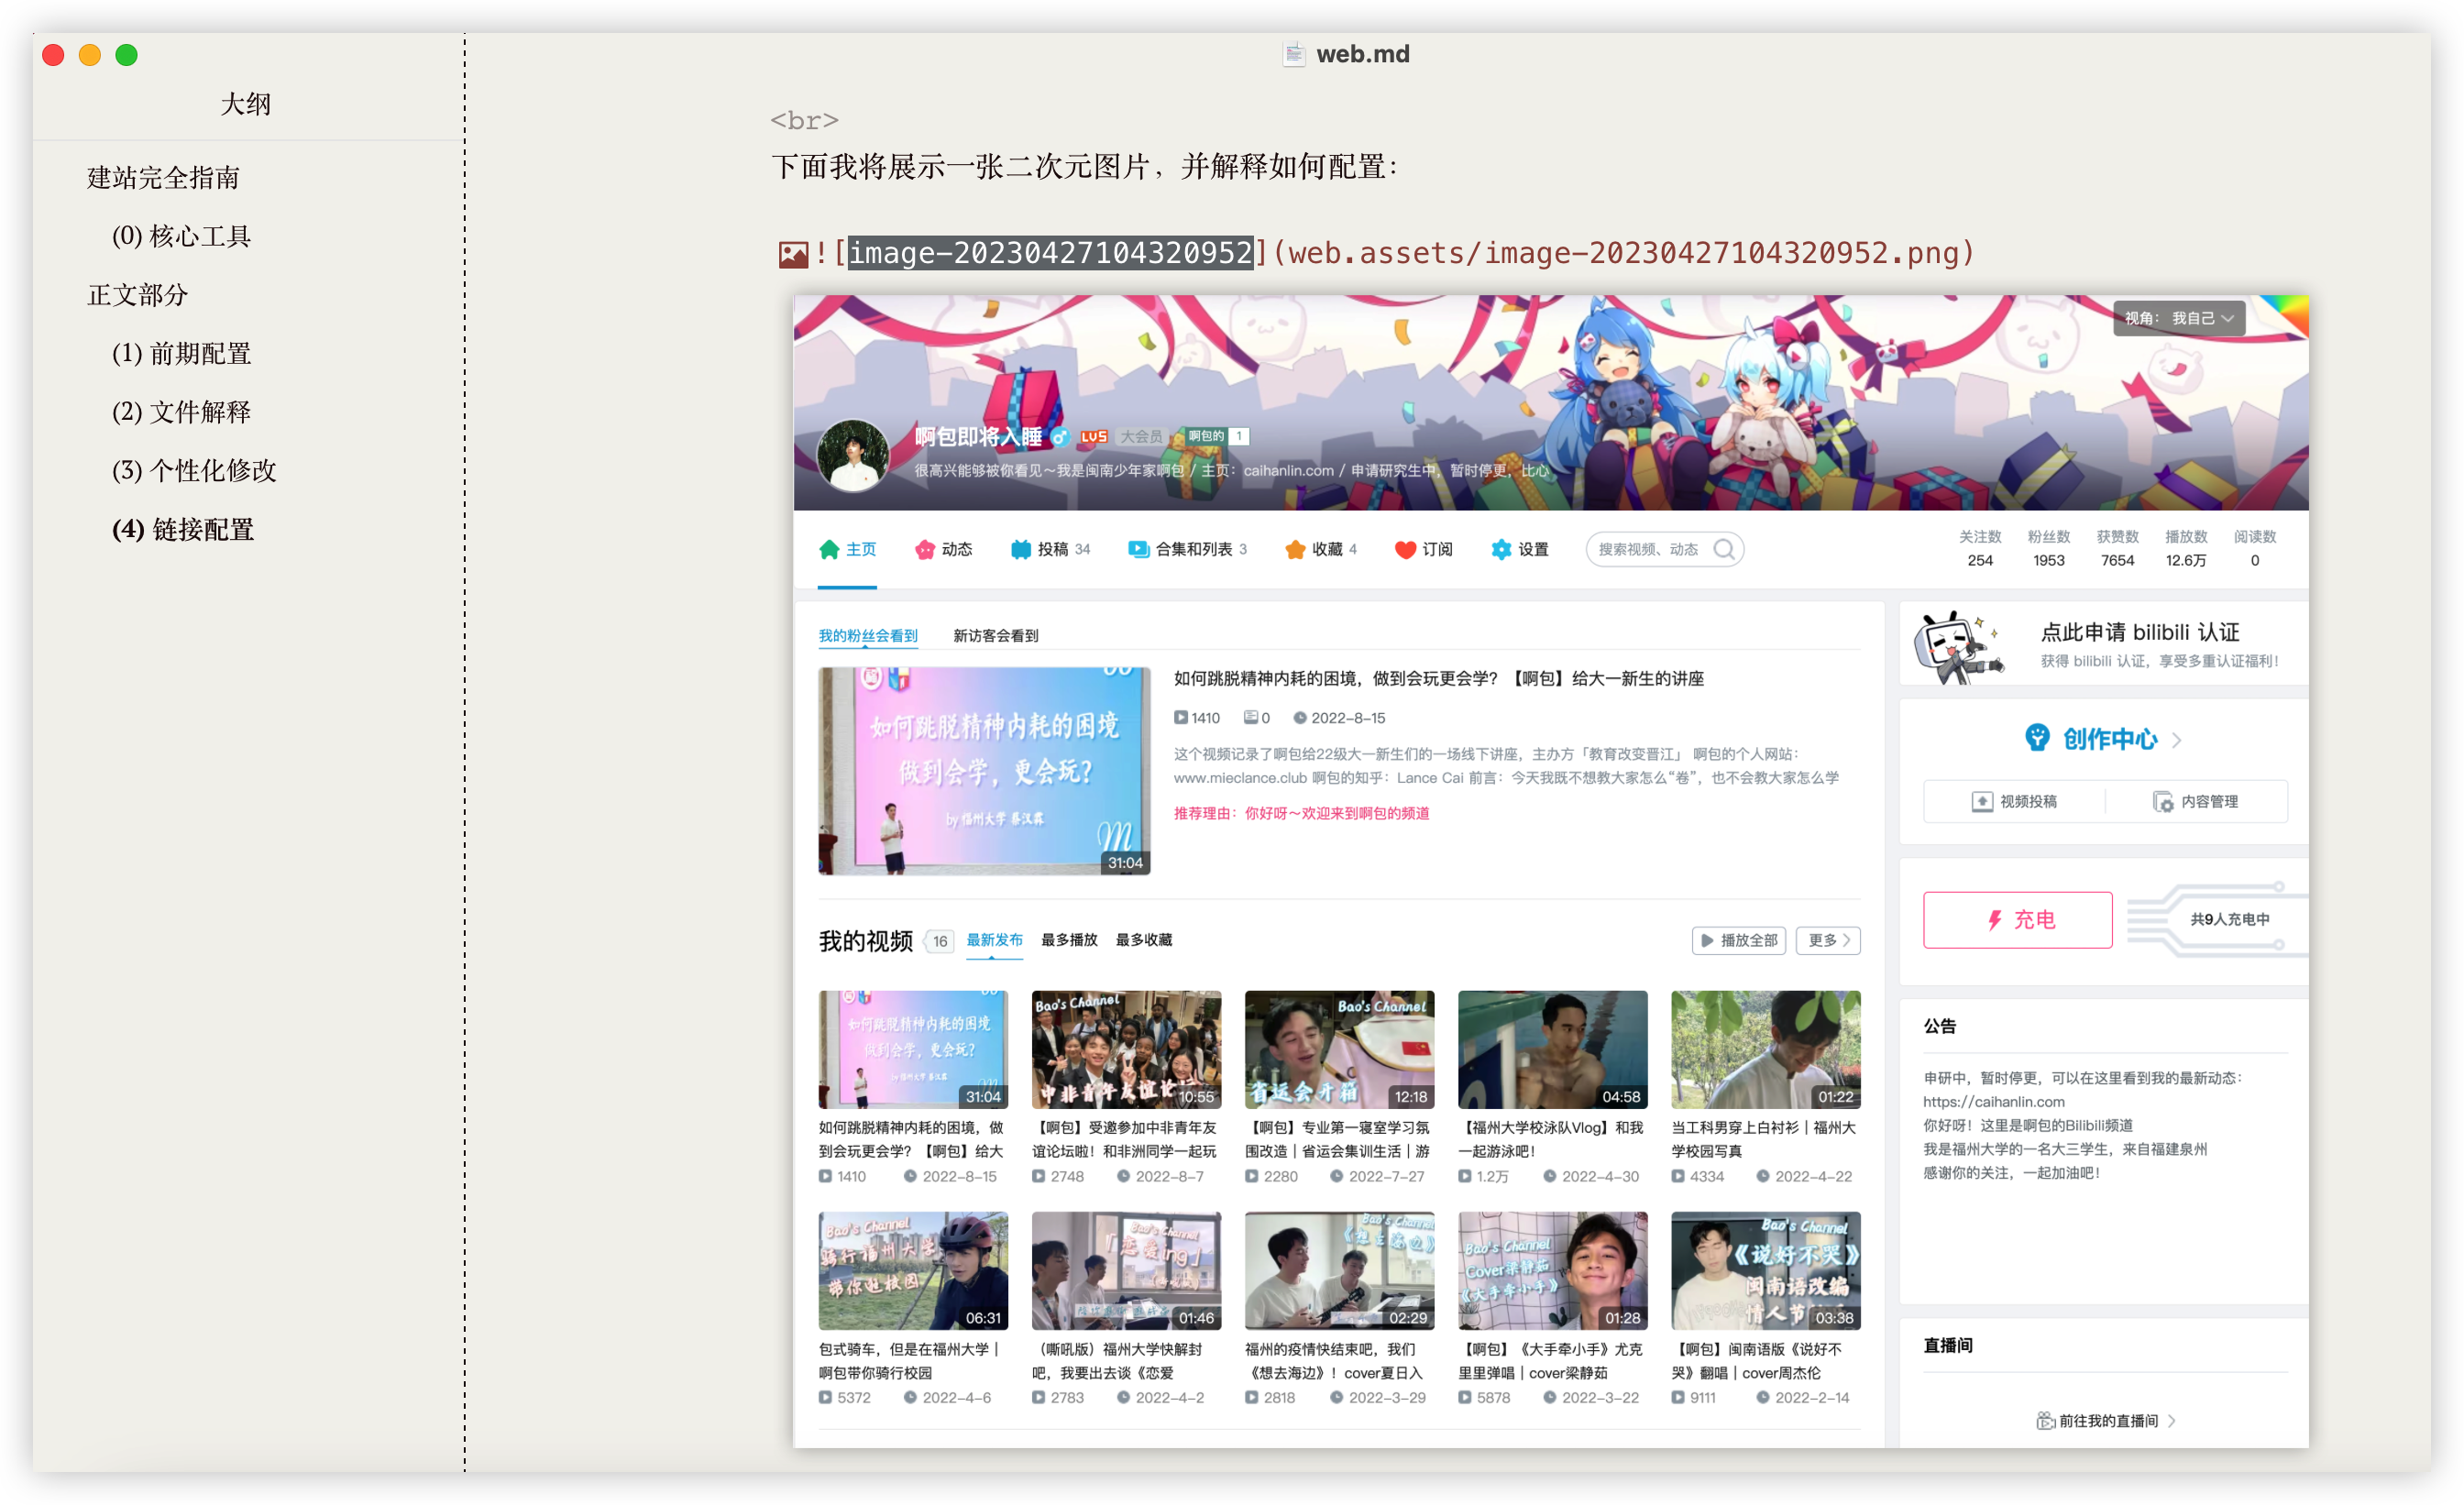 web.md
大纲
建站完全指南
(0) 核心工具
正文部分
(1) 前期配置
(2) 文件解释
(3) 个性化修改
(4) 链接配置
<br>
下面我将展示一张二次元图片，并解释如何配置：
![image-20230427104320952](web.assets/image-20230427104320952.png)
视角： 我自己
啊包即将入睡 LV5 大会员 啊包的 1
很高兴能够被你看见～我是闽南少年家啊包 / 主页：caihanlin.com / 申请研究生中，暂时停更，比心
主页 动态 投稿 34 合集和列表 3 收藏 4 订阅 设置 搜索视频、动态
关注数 粉丝数 获赞数 播放数 阅读数
254 1953 7654 12.6万 0
我的粉丝会看到 新访客会看到
如何跳脱精神内耗的困境
做到会学，更会玩？
by 福州大学 蔡汉霖
31:04
如何跳脱精神内耗的困境，做到会玩更会学？【啊包】给大一新生的讲座
1410 0 2022-8-15
这个视频记录了啊包给22级大一新生们的一场线下讲座，主办方「教育改变晋江」 啊包的个人网站：
www.mieclance.club 啊包的知乎：Lance Cai 前言：今天我既不想教大家怎么“卷”，也不会教大家怎么学
推荐理由：你好呀～欢迎来到啊包的频道
我的视频 16 最新发布 最多播放 最多收藏 播放全部 更多
如何跳脱精神内耗的困境
做到会学，更会玩？
by 福州大学 蔡汉霖
31:04
如何跳脱精神内耗的困境，做
到会玩更会学？【啊包】给大
1410 2022-8-15
Bao's Channel
中非青年友谊论坛
10:55
【啊包】受邀参加中非青年友
谊论坛啦！和非洲同学一起玩
2748 2022-8-7
Bao's Channel
省运会开箱
12:18
【啊包】专业第一寝室学习氛
围改造｜省运会集训生活｜游
2280 2022-7-27
04:58
【福州大学校泳队Vlog】和我
一起游泳吧！
1.2万 2022-4-30
01:22
当工科男穿上白衬衫｜福州大
学校园写真
4334 2022-4-22
Bao's Channel
骑行福州大学
带你逛校园
06:31
包式骑车，但是在福州大学｜
啊包带你骑行校园
5372 2022-4-6
Bao's Channel
「恋爱ing」
01:46
（嘶吼版）福州大学快解封
吧，我要出去谈《恋爱
2783 2022-4-2
Bao's Channel
《想去海边》
02:29
福州的疫情快结束吧，我们
《想去海边》！cover夏日入
2818 2022-3-29
Bao's Channel
Cover梁静茹
《大手牵小手》
01:28
【啊包】《大手牵小手》尤克
里里弹唱｜cover梁静茹
5878 2022-3-22
Bao's Channel
《说好不哭》
闽南语改编
情人节
03:38
【啊包】闽南语版《说好不
哭》翻唱｜cover周杰伦
9111 2022-2-14
点此申请 bilibili 认证
获得 bilibili 认证，享受多重认证福利！
创作中心
视频投稿 内容管理
充电 共9人充电中
公告
申研中，暂时停更，可以在这里看到我的最新动态：
https://caihanlin.com
你好呀！这里是啊包的Bilibili频道
我是福州大学的一名大三学生，来自福建泉州
感谢你的关注，一起加油吧！
直播间
前往我的直播间